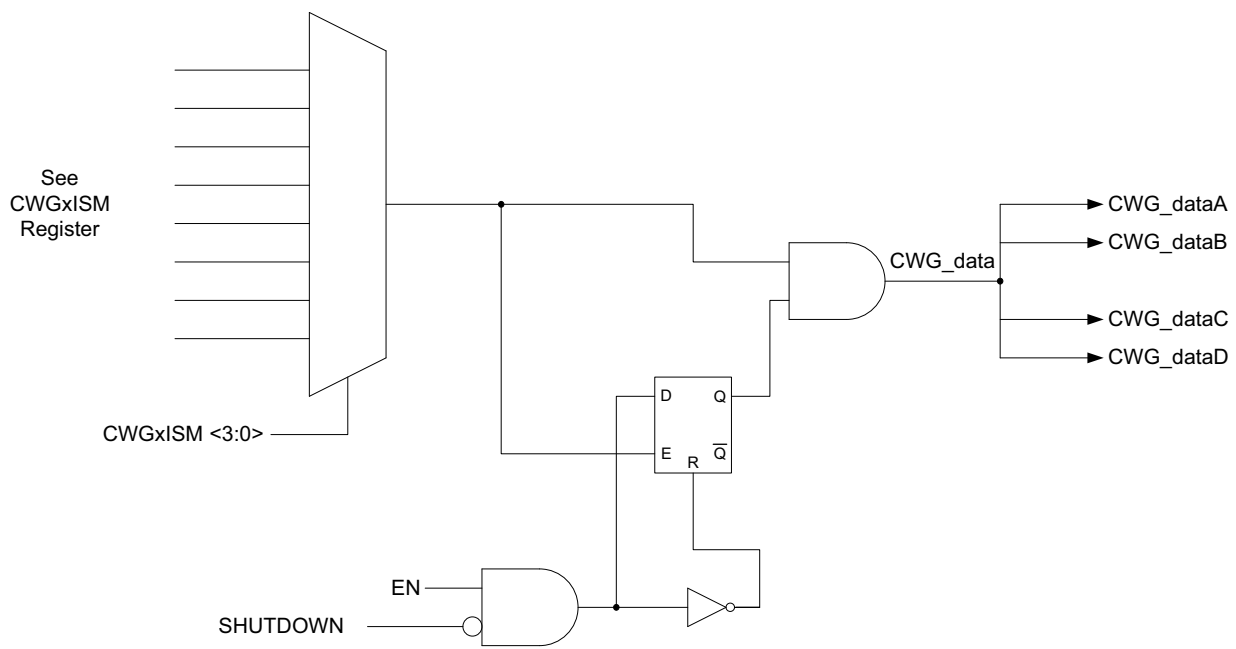 See
CWGxISM
Register
CWGxISM <3:0>
CWG_data
CWG_dataA
CWG_dataB
CWG_dataC
CWG_dataD
D
Q
E
Q̅
R
EN
SHUTDOWN